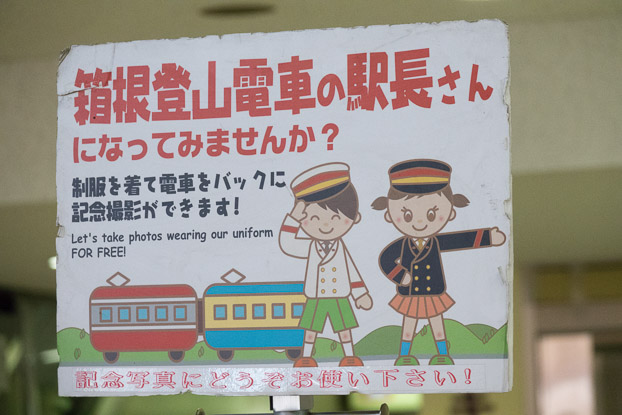 箱根登山電車の駅長さん
になってみませんか？
制服を着て電車をバックに
記念撮影ができます！
Let's take photos wearing our uniform
FOR FREE!
記念写真にどうぞお使い下さい！